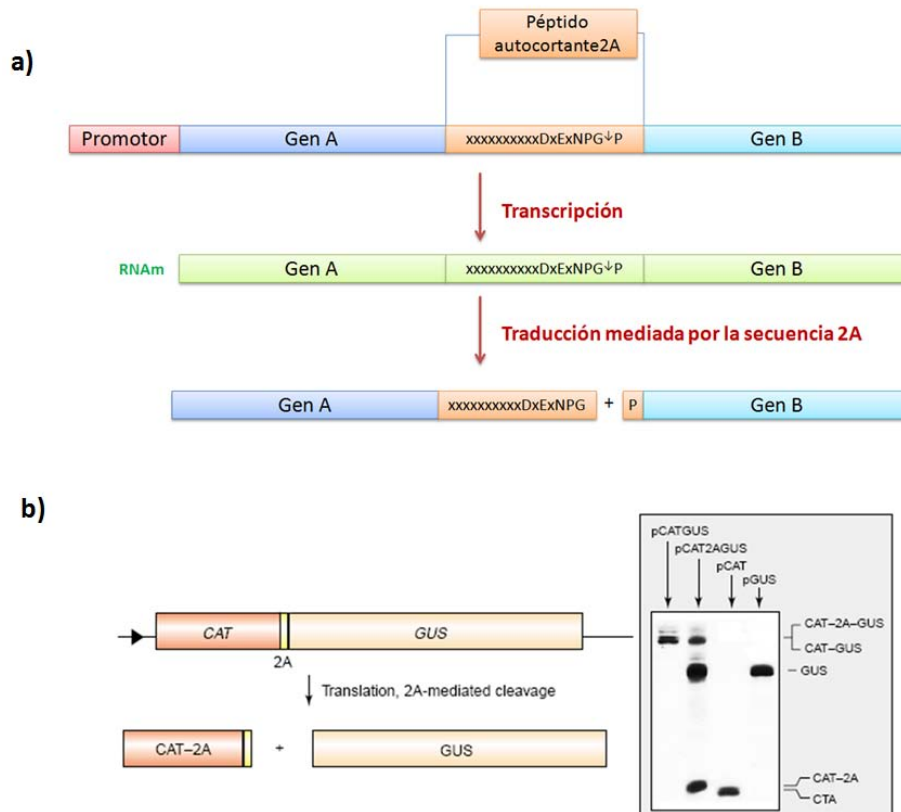 a)
Péptido
autocortante2A
Promotor
Gen A
xxxxxxxxxxDxExNPG↓P
Gen B
Transcripción
RNAm
Gen A
xxxxxxxxxxDxExNPG↓P
Gen B
Traducción mediada por la secuencia 2A
Gen A
xxxxxxxxxxDxExNPG
+
P
Gen B
b)
CAT
GUS
2A
Translation, 2A-mediated cleavage
CAT–2A
+
GUS
pCATGUS
pCAT2AGUS
pCAT
pGUS
CAT–2A–GUS
CAT–GUS
GUS
CAT–2A
CTA